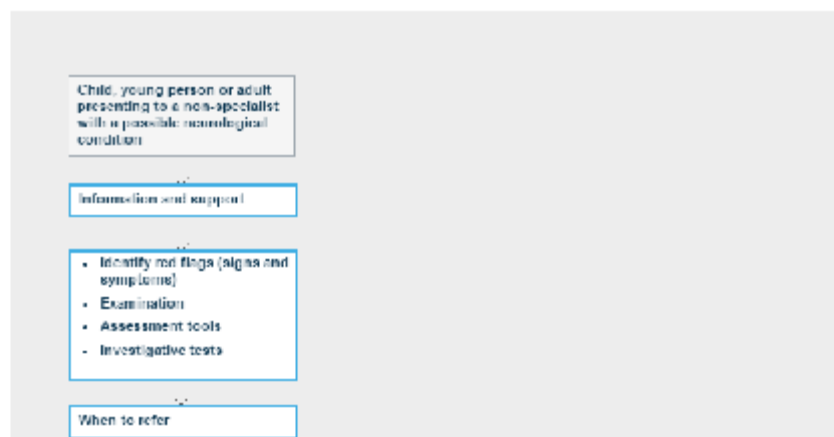 Child, young person or adult
presenting to a non-specialist
with a possible neurological
condition
Information and support
• Identify red flags (signs and
symptoms)
• Examination
• Assessment tools
• Investigative tests
When to refer